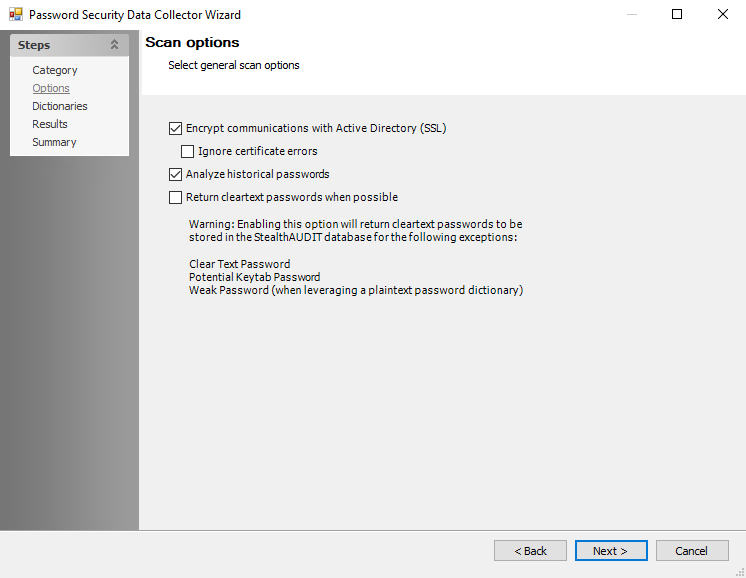 Password Security Data Collector Wizard
Steps
Category
Options
Dictionaries
Results
Summary
Scan options
Select general scan options
Encrypt communications with Active Directory (SSL)
Ignore certificate errors
Analyze historical passwords
Return cleartext passwords when possible
Warning: Enabling this option will return cleartext passwords to be
stored in the StealthAUDIT database for the following exceptions:
Clear Text Password
Potential Keytab Password
Weak Password (when leveraging a plaintext password dictionary)
< Back
Next >
Cancel